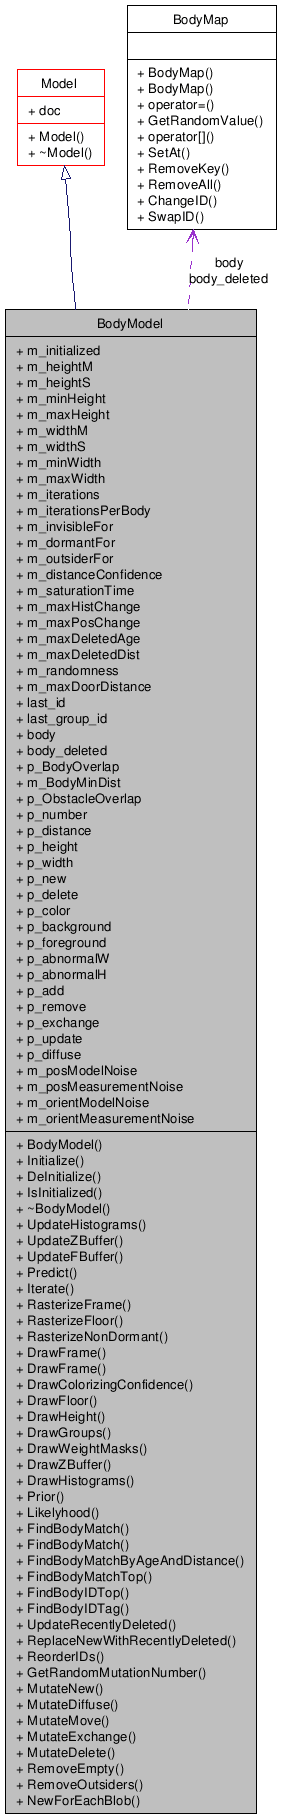 BodyMap
+ BodyMap()
+ BodyMap()
+ operator=()
+ GetRandomValue()
+ operator[]()
+ SetAt()
+ RemoveKey()
+ RemoveAll()
+ ChangeID()
+ SwapID()
Model
+ doc
+ Model()
+ ~Model()
body
body_deleted
BodyModel
+ m_initialized
+ m_heightM
+ m_heightS
+ m_minHeight
+ m_maxHeight
+ m_widthM
+ m_widthS
+ m_minWidth
+ m_maxWidth
+ m_iterations
+ m_iterationsPerBody
+ m_invisibleFor
+ m_dormantFor
+ m_outsiderFor
+ m_distanceConfidence
+ m_saturationTime
+ m_maxHistChange
+ m_maxPosChange
+ m_maxDeletedAge
+ m_maxDeletedDist
+ m_randomness
+ m_maxDoorDistance
+ last_id
+ last_group_id
+ body
+ body_deleted
+ p_BodyOverlap
+ m_BodyMinDist
+ p_ObstacleOverlap
+ p_number
+ p_distance
+ p_height
+ p_width
+ p_new
+ p_delete
+ p_color
+ p_background
+ p_foreground
+ p_abnormalW
+ p_abnormalH
+ p_add
+ p_remove
+ p_exchange
+ p_update
+ p_diffuse
+ m_posModelNoise
+ m_posMeasurementNoise
+ m_orientModelNoise
+ m_orientMeasurementNoise
+ BodyModel()
+ Initialize()
+ DeInitialize()
+ IsInitialized()
+ ~BodyModel()
+ UpdateHistograms()
+ UpdateZBuffer()
+ UpdateFBuffer()
+ Predict()
+ Iterate()
+ RasterizeFrame()
+ RasterizeFloor()
+ RasterizeNonDormant()
+ DrawFrame()
+ DrawFrame()
+ DrawColorizingConfidence()
+ DrawFloor()
+ DrawHeight()
+ DrawGroups()
+ DrawWeightMasks()
+ DrawZBuffer()
+ DrawHistograms()
+ Prior()
+ Likelyhood()
+ FindBodyMatch()
+ FindBodyMatch()
+ FindBodyMatchByAgeAndDistance()
+ FindBodyMatchTop()
+ FindBodyIDTop()
+ FindBodyIDTag()
+ UpdateRecentlyDeleted()
+ ReplaceNewWithRecentlyDeleted()
+ ReorderIDs()
+ GetRandomMutationNumber()
+ MutateNew()
+ MutateDiffuse()
+ MutateMove()
+ MutateExchange()
+ MutateDelete()
+ RemoveEmpty()
+ RemoveOutsiders()
+ NewForEachBlob()